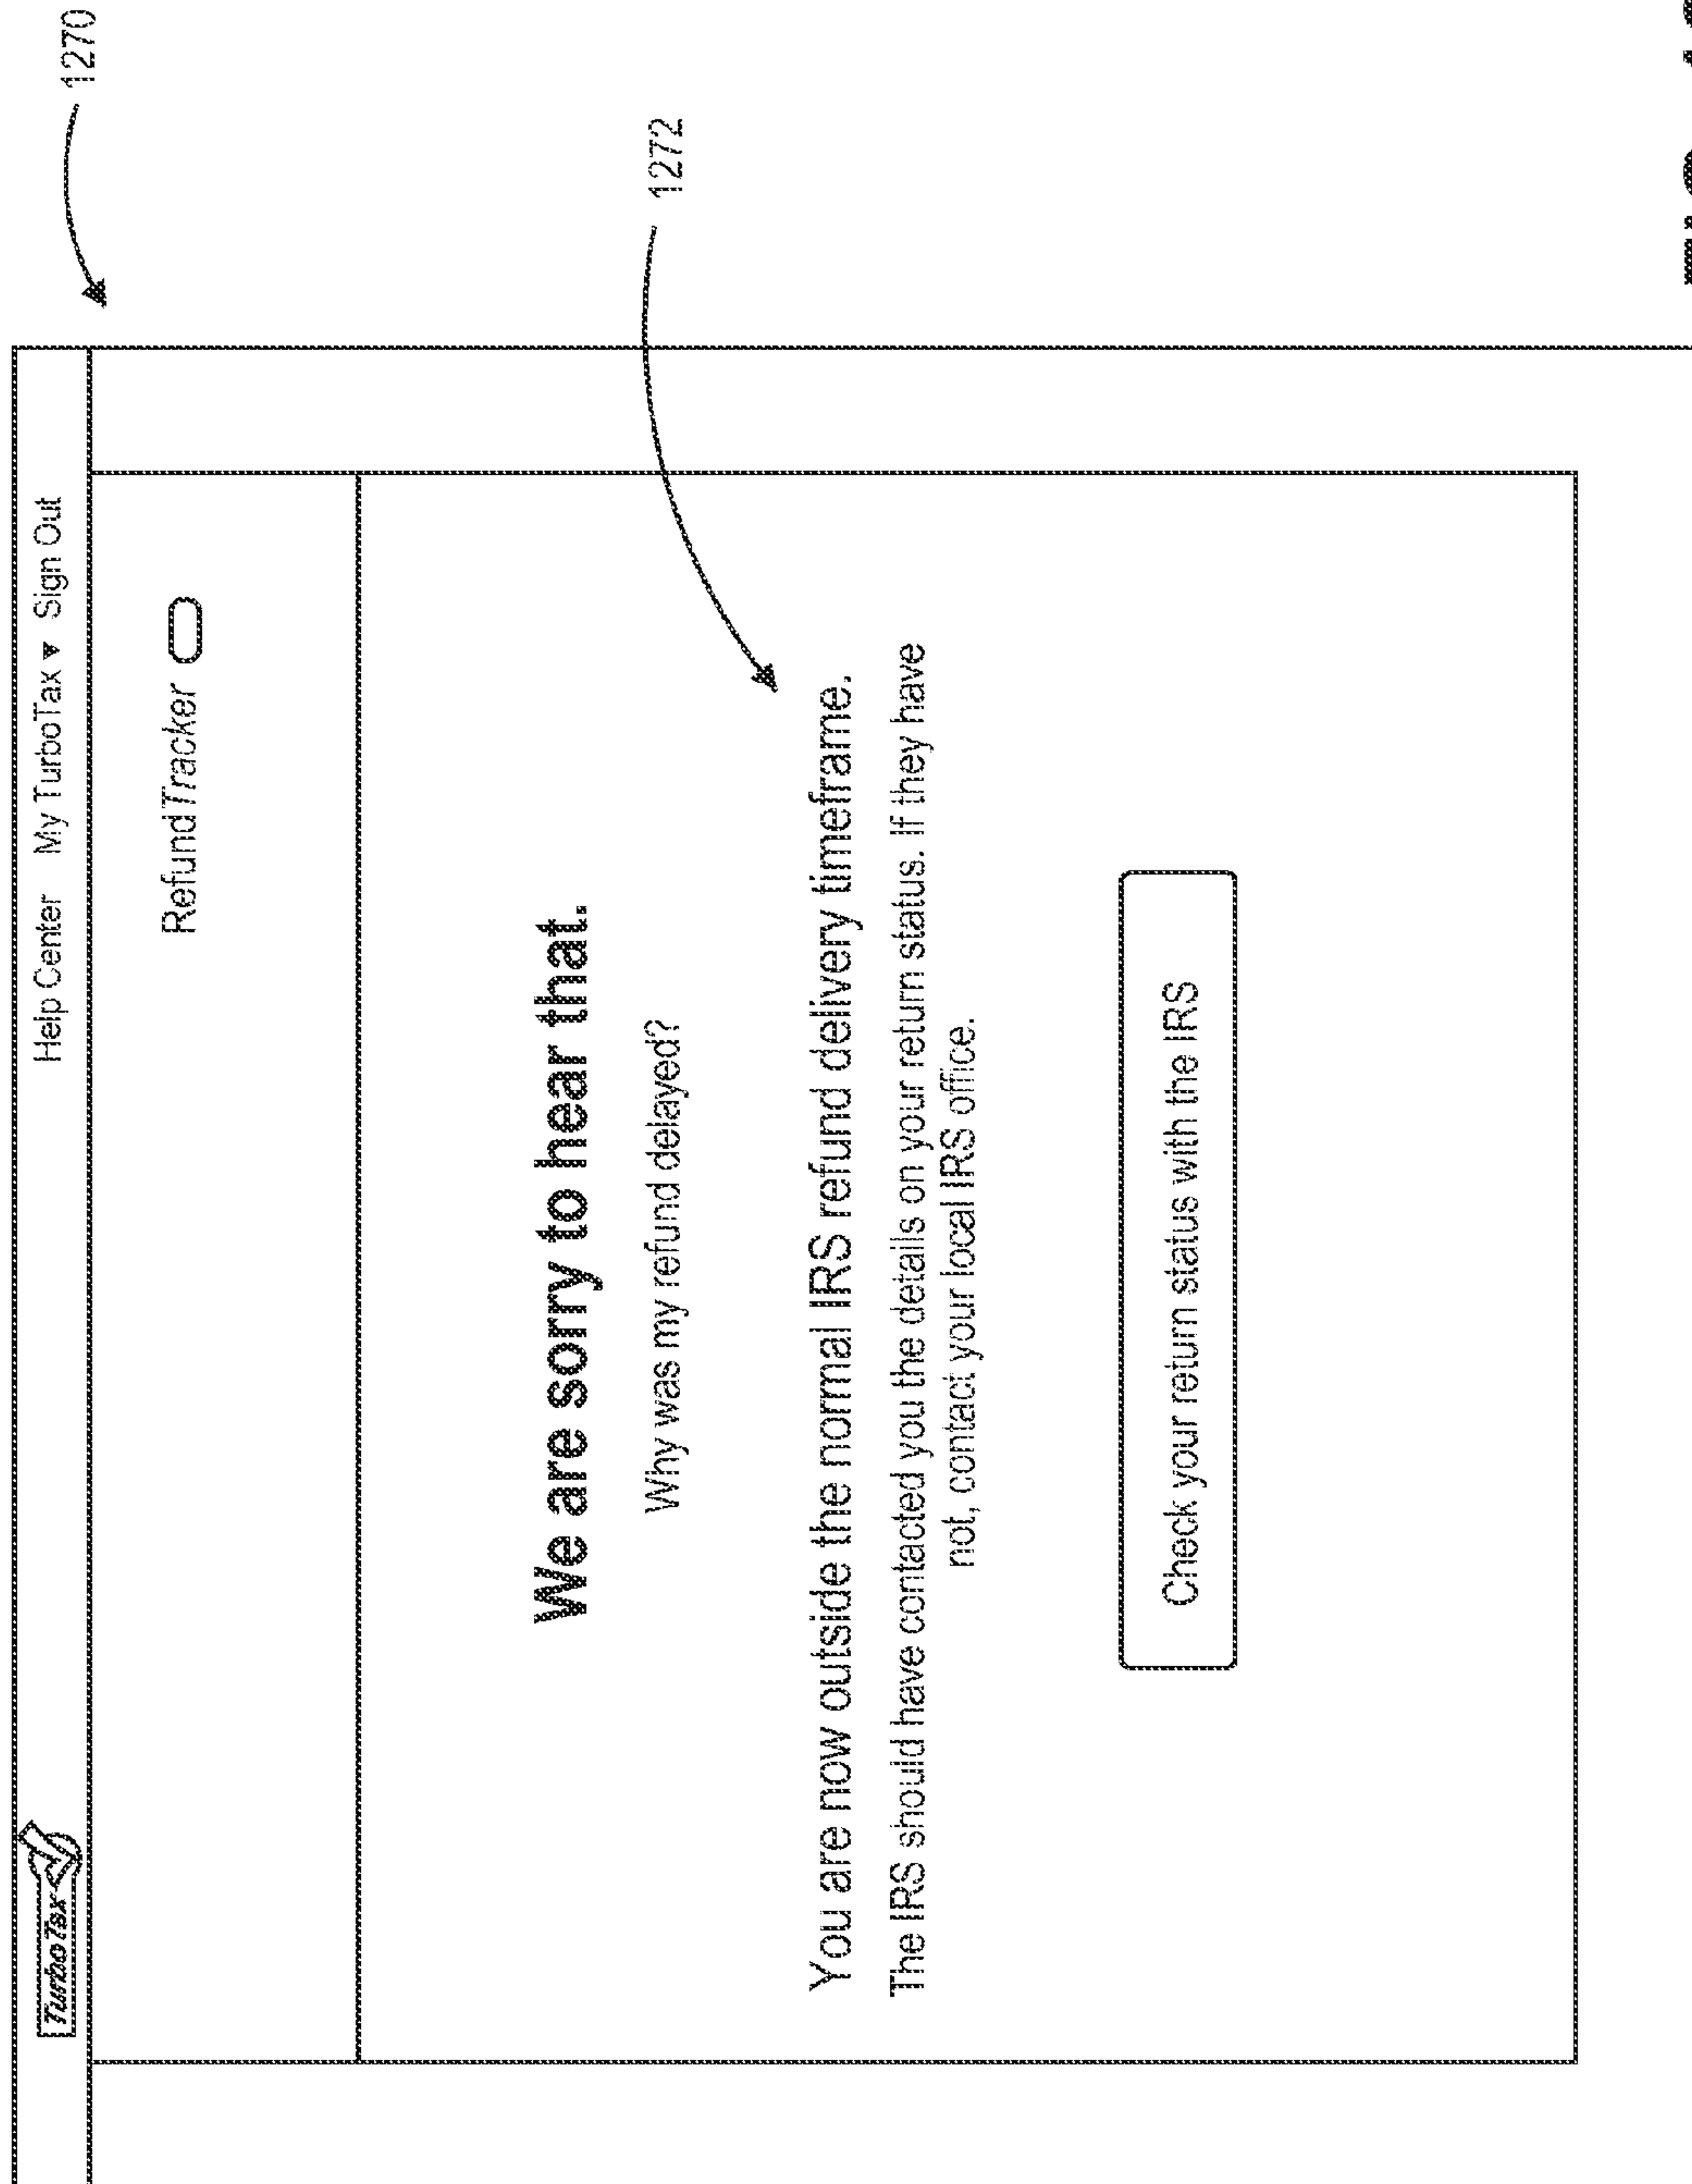 1270
TurboTax
Help Center My TurboTax ▾ Sign Out
RefundTracker
We are sorry to hear that.
Why was my refund delayed?
1272
You are now outside the normal IRS refund delivery timeframe.
The IRS should have contacted you the details on your return status. If they have
not, contact your local IRS office.
Check your return status with the IRS